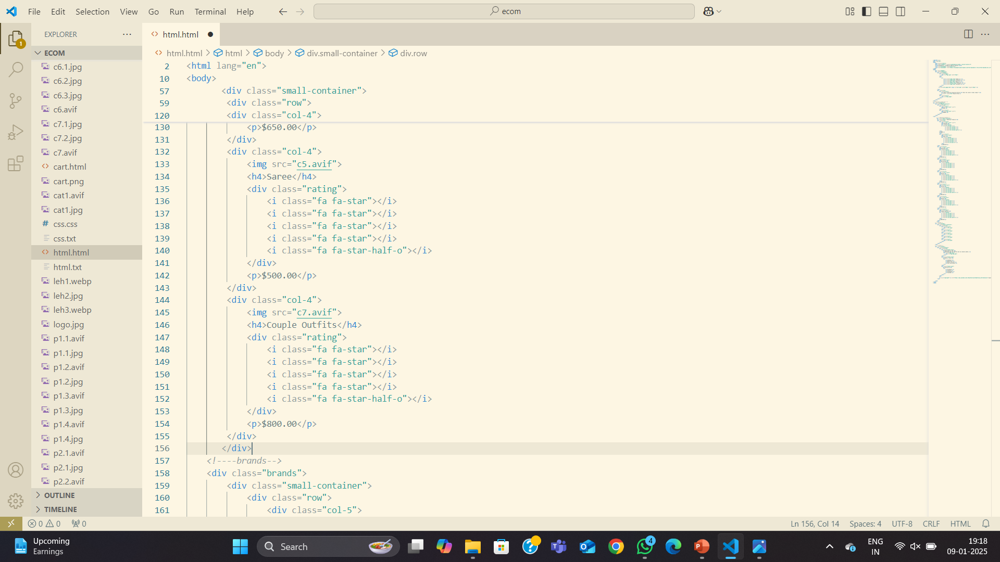 File Edit Selection View Go Run Terminal Help
ecom
EXPLORER
html.html
1
ECOM
html.html > html > body > div.small-container > div.row
c6.1.jpg
c6.2.jpg
c6.3.jpg
c6.avif
c7.1.jpg
c7.2.jpg
c7.avif
cart.html
cart.png
cat1.avif
cat1.jpg
css.css
css.txt
html.html
html.txt
leh1.webp
leh2.jpg
leh3.webp
logo.jpg
p1.1.avif
p1.1.jpg
p1.2.avif
p1.2.jpg
p1.3.avif
p1.3.jpg
p1.4.avif
p1.4.jpg
p2.1.avif
p2.1.jpg
p2.2.avif
OUTLINE
TIMELINE
2 <html lang="en">
10 <body>
57 <div class="small-container">
59 <div class="row">
120 <div class="col-4">
130 <p>$650.00</p>
131 </div>
132 <div class="col-4">
133 <img src="c5.avif">
134 <h4>Saree</h4>
135 <div class="rating">
136 <i class="fa fa-star"></i>
137 <i class="fa fa-star"></i>
138 <i class="fa fa-star"></i>
139 <i class="fa fa-star"></i>
140 <i class="fa fa-star-half-o"></i>
141 </div>
142 <p>$500.00</p>
143 </div>
144 <div class="col-4">
145 <img src="c7.avif">
146 <h4>Couple Outfits</h4>
147 <div class="rating">
148 <i class="fa fa-star"></i>
149 <i class="fa fa-star"></i>
150 <i class="fa fa-star"></i>
151 <i class="fa fa-star"></i>
152 <i class="fa fa-star-half-o"></i>
153 </div>
154 <p>$800.00</p>
155 </div>
156 </div>
157 <!----brands-->
158 <div class="brands">
159 <div class="small-container">
160 <div class="row">
161 <div class="col-5">
0 0 0
Ln 156, Col 14 Spaces: 4 UTF-8 CRLF HTML
Upcoming
Earnings
Search
4
ENG
IN
19:18
09-01-2025